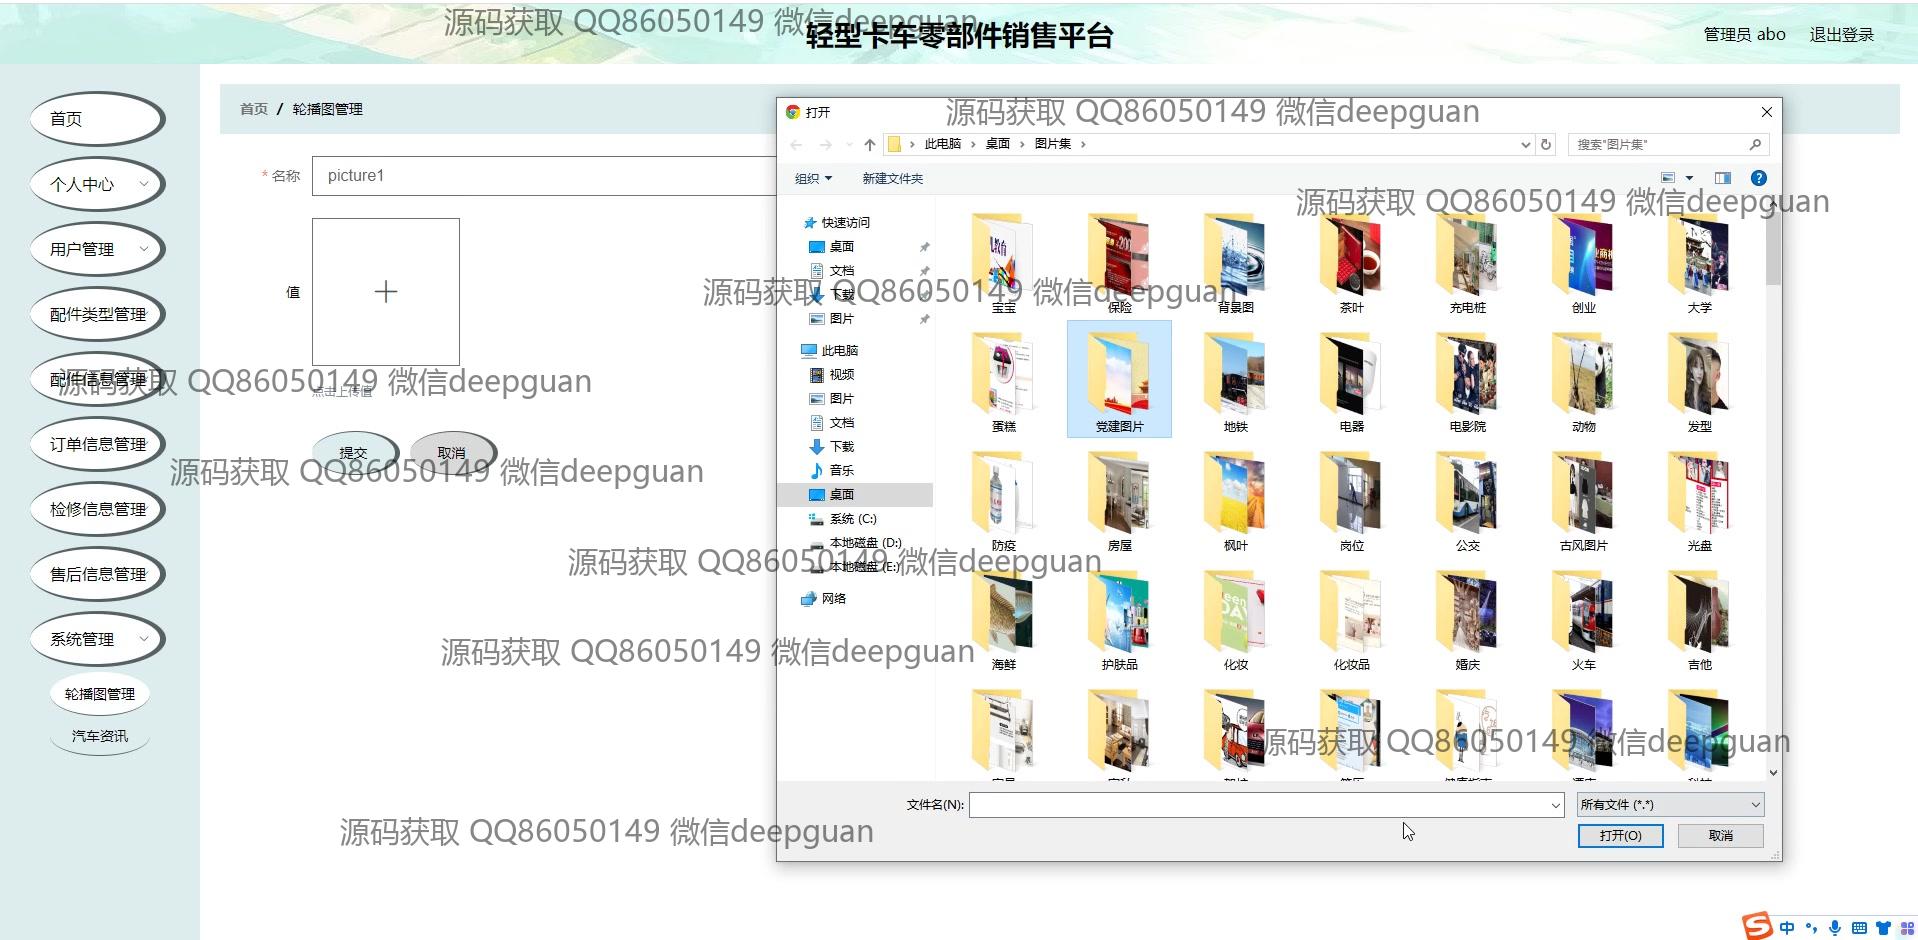 轻型卡车零部件销售平台
管理员 abo
退出登录
源码获取 QQ86050149 微信deepguan
首页
个人中心
用户管理
配件类型管理
配件信息管理
订单信息管理
检修信息管理
售后信息管理
系统管理
轮播图管理
汽车资讯
首页 / 轮播图管理
* 名称
picture1
值
点击上传值
提交
取消
源码获取 QQ86050149 微信deepguan
源码获取 QQ86050149 微信deepguan
打开
源码获取 QQ86050149 微信deepguan
此电脑 › 桌面 › 图片集 ›
搜索"图片集"
组织
新建文件夹
源码获取 QQ86050149 微信deepguan
快速访问
桌面
文档
下载
图片
此电脑
视频
图片
文档
下载
音乐
桌面
系统 (C:)
本地磁盘 (D:)
本地磁盘 (E:)
网络
源码获取 QQ86050149 微信deepguan
宝宝 保险 背景图 茶叶 充电桩 创业 大学
蛋糕 党建图片 地铁 电器 电影院 动物 发型
防疫 房屋 枫叶 岗位 公交 古风图片 光盘
源码获取 QQ86050149 微信deepguan
海鲜 护肤品 化妆 化妆品 婚庆 火车 吉他
源码获取 QQ86050149 微信deepguan
源码获取 QQ86050149 微信deepguan
文件名(N):
所有文件 (*.*)
打开(O)
取消
源码获取 QQ86050149 微信deepguan
中